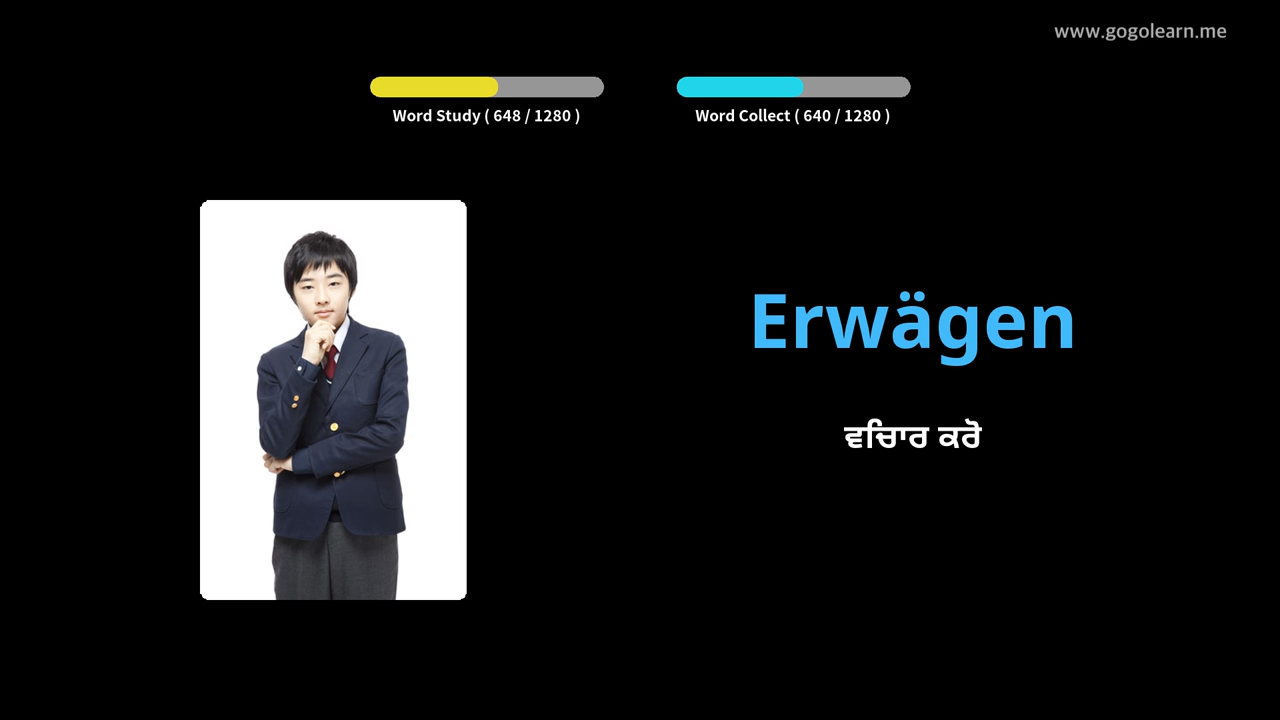 www.gogolearn.me
Word Study ( 648 / 1280 )
Word Collect ( 640 / 1280 )
Erwägen
ਵਿਚਾਰ ਕਰੋ